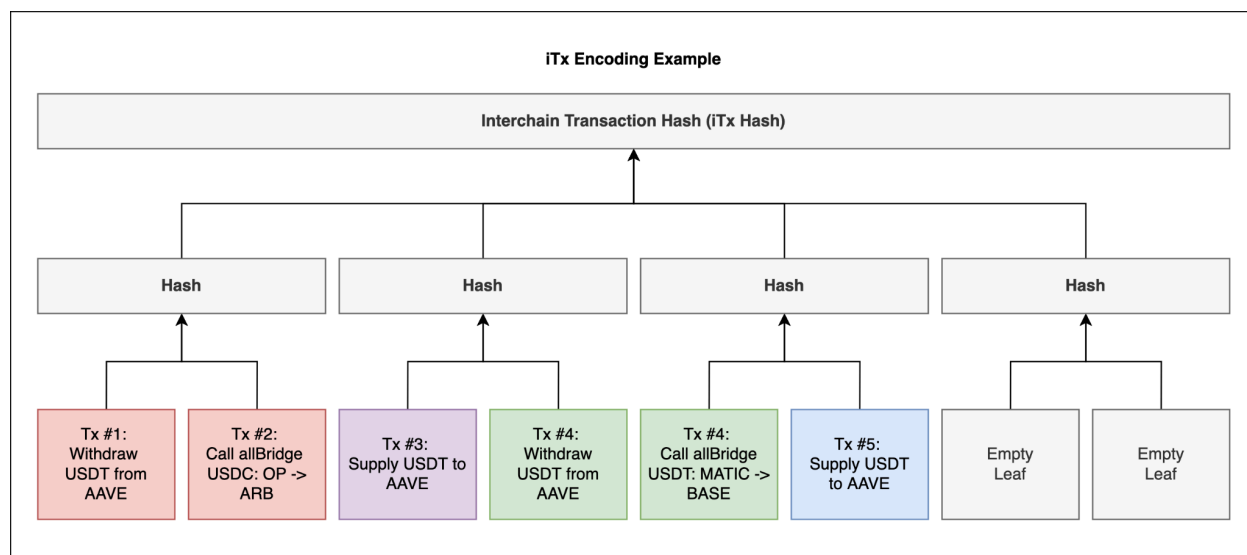 iTx Encoding Example
Interchain Transaction Hash (iTx Hash)
Hash
Hash
Hash
Hash
Tx #1:
Withdraw
USDT from
AAVE
Tx #2:
Call allBridge
USDC: OP ->
ARB
Tx #3:
Supply USDT to
AAVE
Tx #4:
Withdraw
USDT from
AAVE
Tx #4:
Call allBridge
USDT: MATIC ->
BASE
Tx #5:
Supply USDT
to AAVE
Empty
Leaf
Empty
Leaf